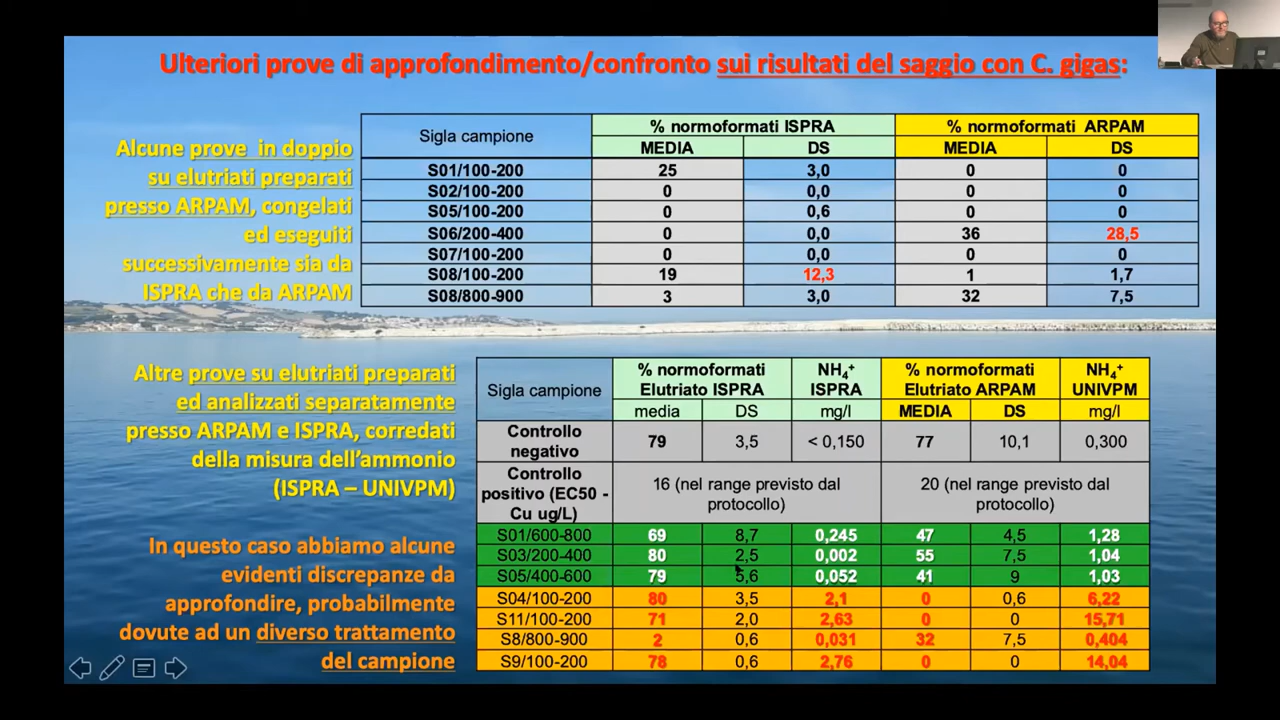 Ulteriori prove di approfondimento/confronto sui risultati del saggio con C. gigas:
Alcune prove in doppio
su elutriati preparati
presso ARPAM, congelati
ed eseguiti
successivamente sia da
ISPRA che da ARPAM
Sigla campione % normoformati ISPRA % normoformati ARPAM
MEDIA DS MEDIA DS
S01/100-200 25 3,0 0 0
S02/100-200 0 0,0 0 0
S05/100-200 0 0,6 0 0
S06/200-400 0 0,0 36 28,5
S07/100-200 0 0,0 0 0
S08/100-200 19 12,3 1 1,7
S08/800-900 3 3,0 32 7,5
Altre prove su elutriati preparati
ed analizzati separatamente
presso ARPAM e ISPRA, corredati
della misura dell'ammonio
(ISPRA – UNIVPM)
In questo caso abbiamo alcune
evidenti discrepanze da
approfondire, probabilmente
dovute ad un diverso trattamento
del campione
Sigla campione
% normoformati
Elutriato ISPRA
NH₄⁺
ISPRA
% normoformati
Elutriato ARPAM
NH₄⁺
UNIVPM
media DS mg/l MEDIA DS mg/l
Controllo
negativo
79 3,5 < 0,150 77 10,1 0,300
Controllo
positivo (EC50 -
Cu ug/L)
16 (nel range previsto dal
protocollo)
20 (nel range previsto dal
protocollo)
S01/600-800 69 8,7 0,245 47 4,5 1,28
S03/200-400 80 2,5 0,002 55 7,5 1,04
S05/400-600 79 5,6 0,052 41 9 1,03
S04/100-200 80 3,5 2,1 0 0,6 6,22
S11/100-200 71 2,0 2,63 0 0 15,71
S8/800-900 2 0,6 0,031 32 7,5 0,404
S9/100-200 78 0,6 2,76 0 0 14,04